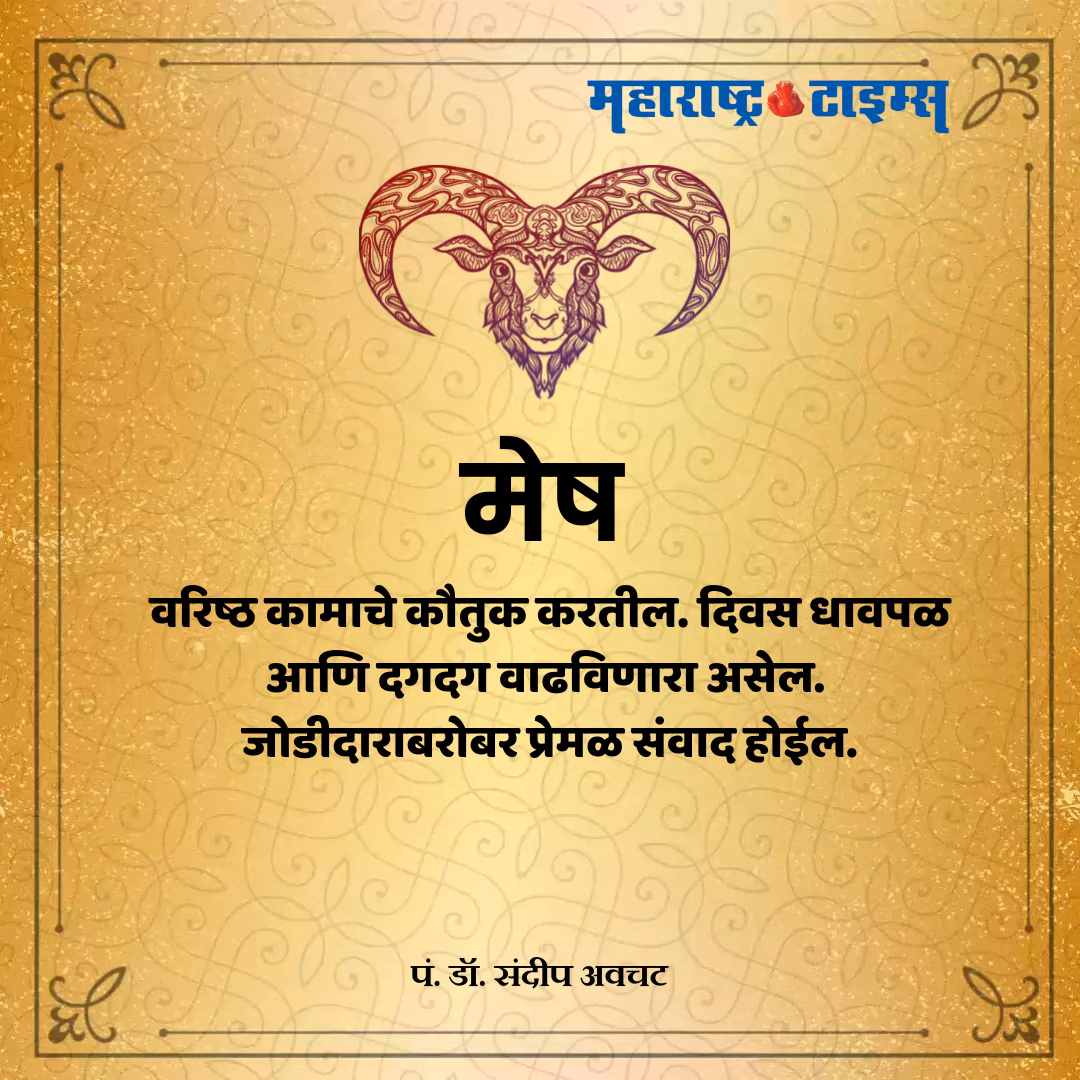 महाराष्ट्र टाइम्स
मेष
वरिष्ठ कामाचे कौतुक करतील. दिवस धावपळ
आणि दगदग वाढविणारा असेल.
जोडीदाराबरोबर प्रेमळ संवाद होईल.
पं. डॉ. संदीप अवचट